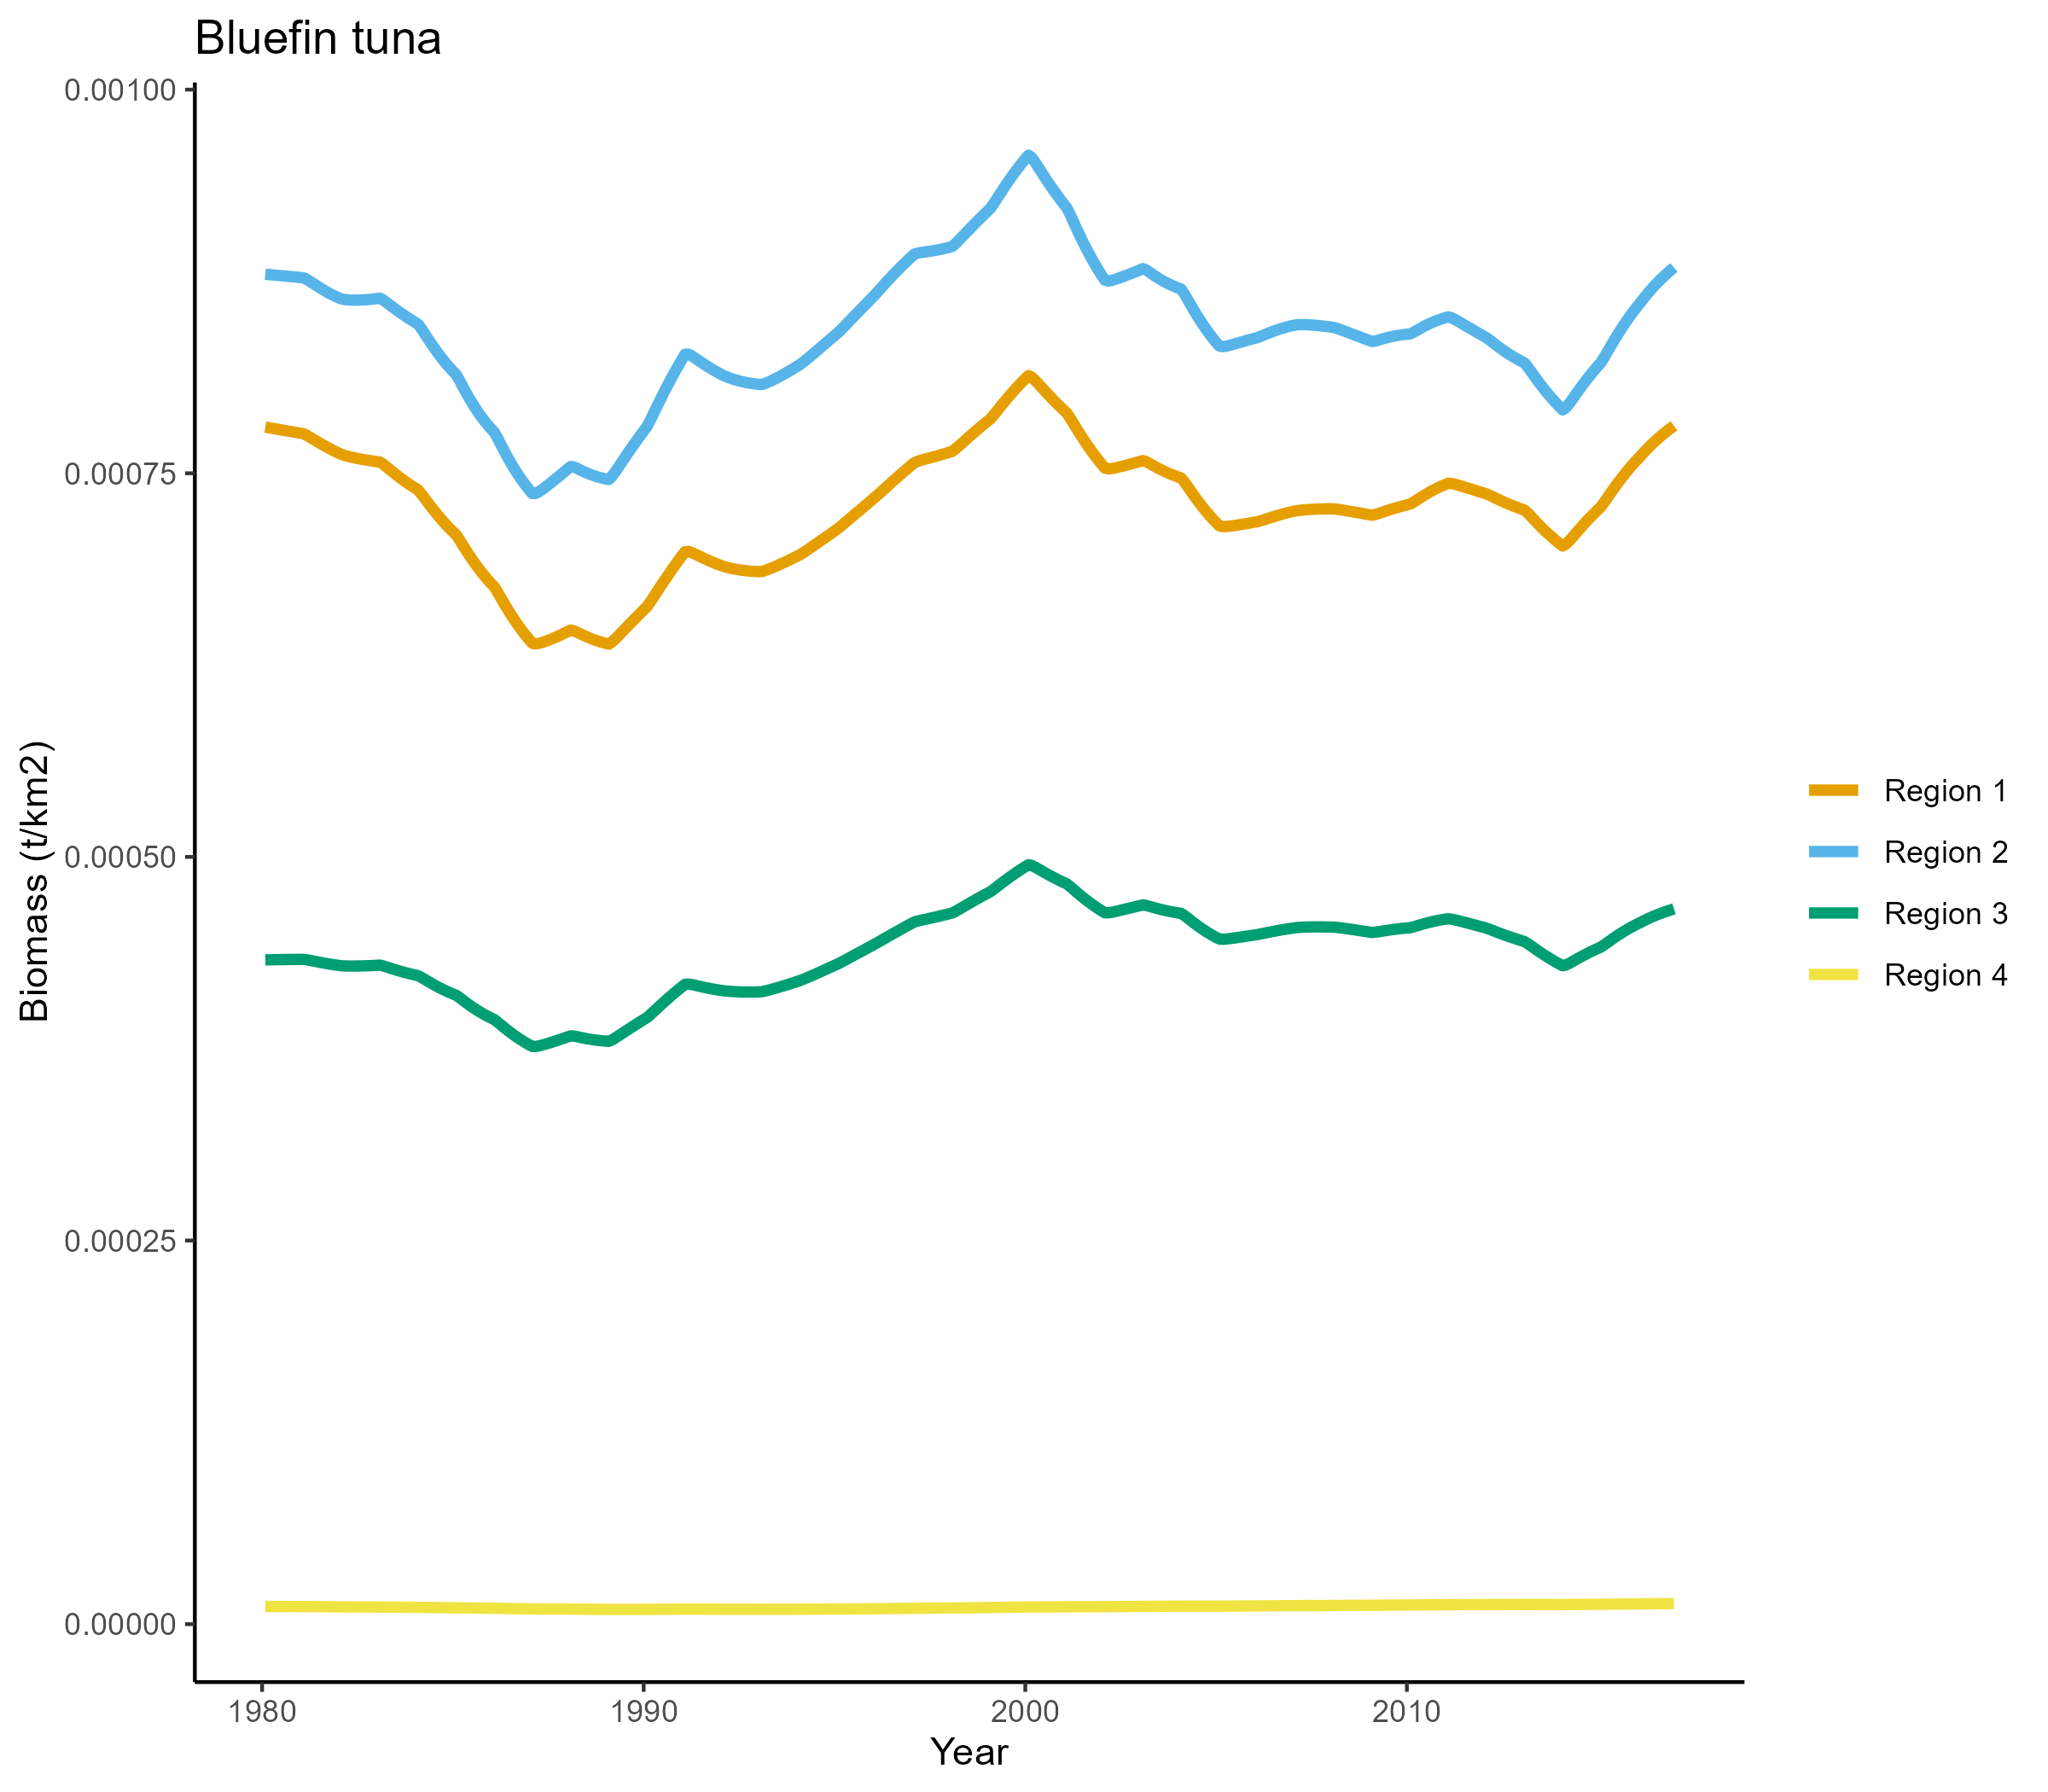 Bluefin tuna
0.00100
0.00075
0.00050
0.00025
0.00000
Biomass (t/km2)
1980 1990 2000 2010
Year
Region 1
Region 2
Region 3
Region 4